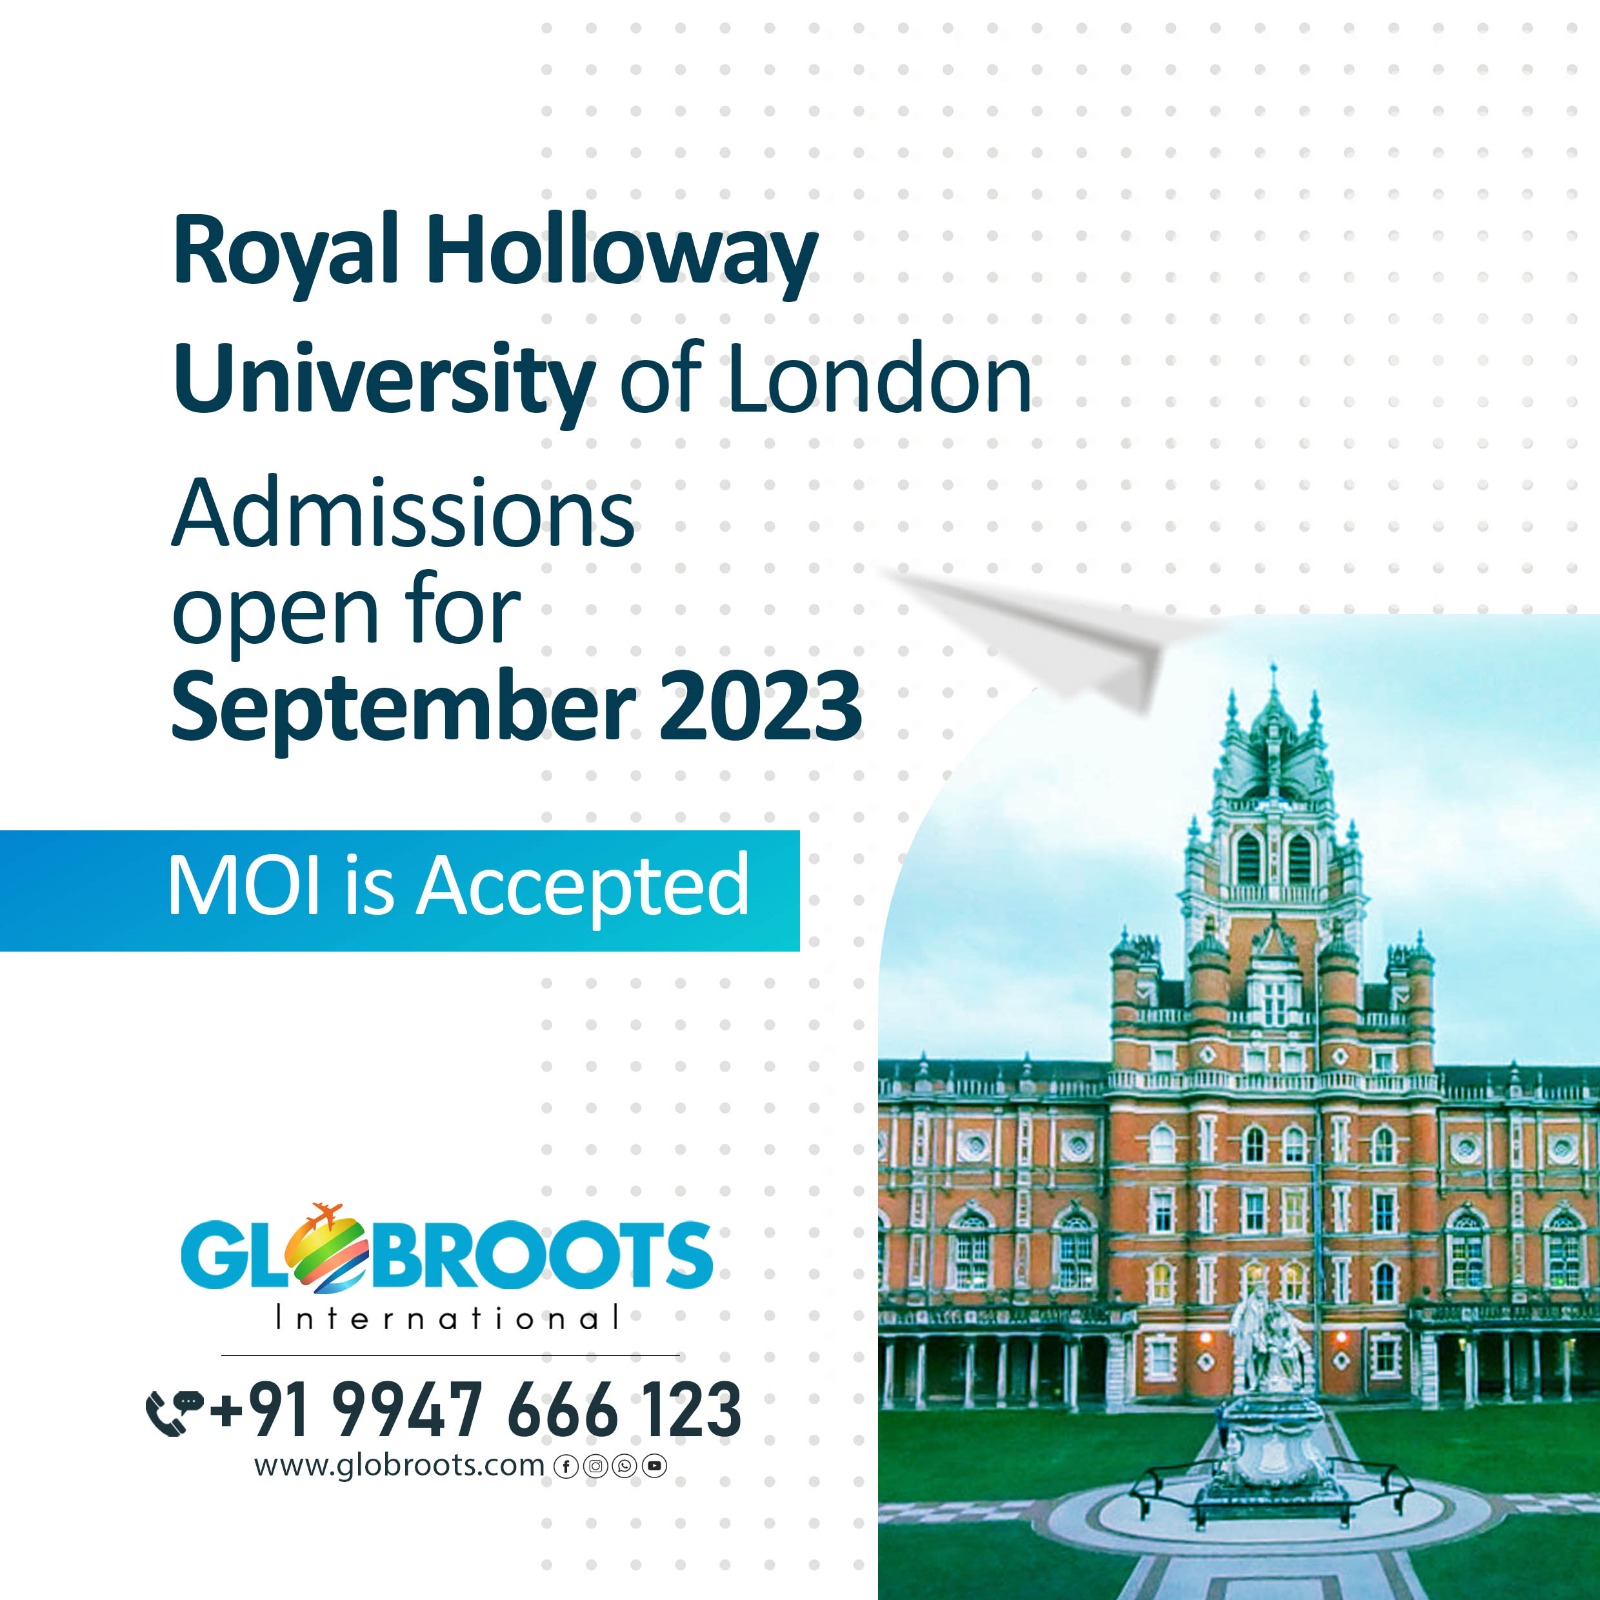 Royal Holloway
University of London
Admissions
open for
September 2023
MOI is Accepted
GLOBROOTS
International
+91 9947 666 123
www.globroots.com